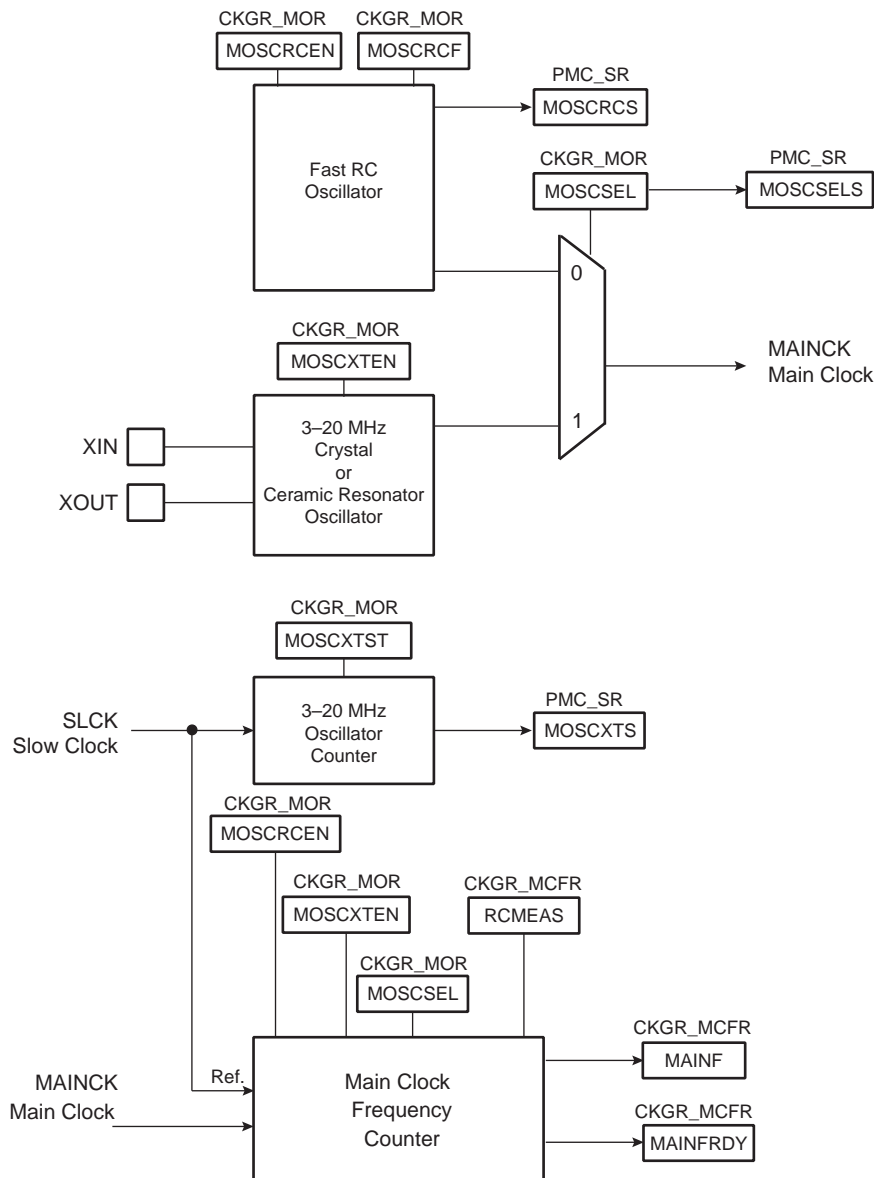 CKGR_MOR
CKGR_MOR
MOSCRCEN
MOSCRCF
PMC_SR
MOSCRCS
Fast RC
Oscillator
CKGR_MOR
PMC_SR
MOSCSEL
MOSCSELS
0
CKGR_MOR
MOSCXTEN
MAINCK
Main Clock
3–20 MHz
Crystal
or
Ceramic Resonator
Oscillator
1
XIN
XOUT
CKGR_MOR
MOSCXTST
SLCK
Slow Clock
3–20 MHz
Oscillator
Counter
PMC_SR
MOSCXTS
CKGR_MOR
MOSCRCEN
CKGR_MOR
MOSCXTEN
CKGR_MCFR
RCMEAS
CKGR_MOR
MOSCSEL
CKGR_MCFR
MAINF
MAINCK
Main Clock
Ref.
Main Clock
Frequency
Counter
CKGR_MCFR
MAINFRDY